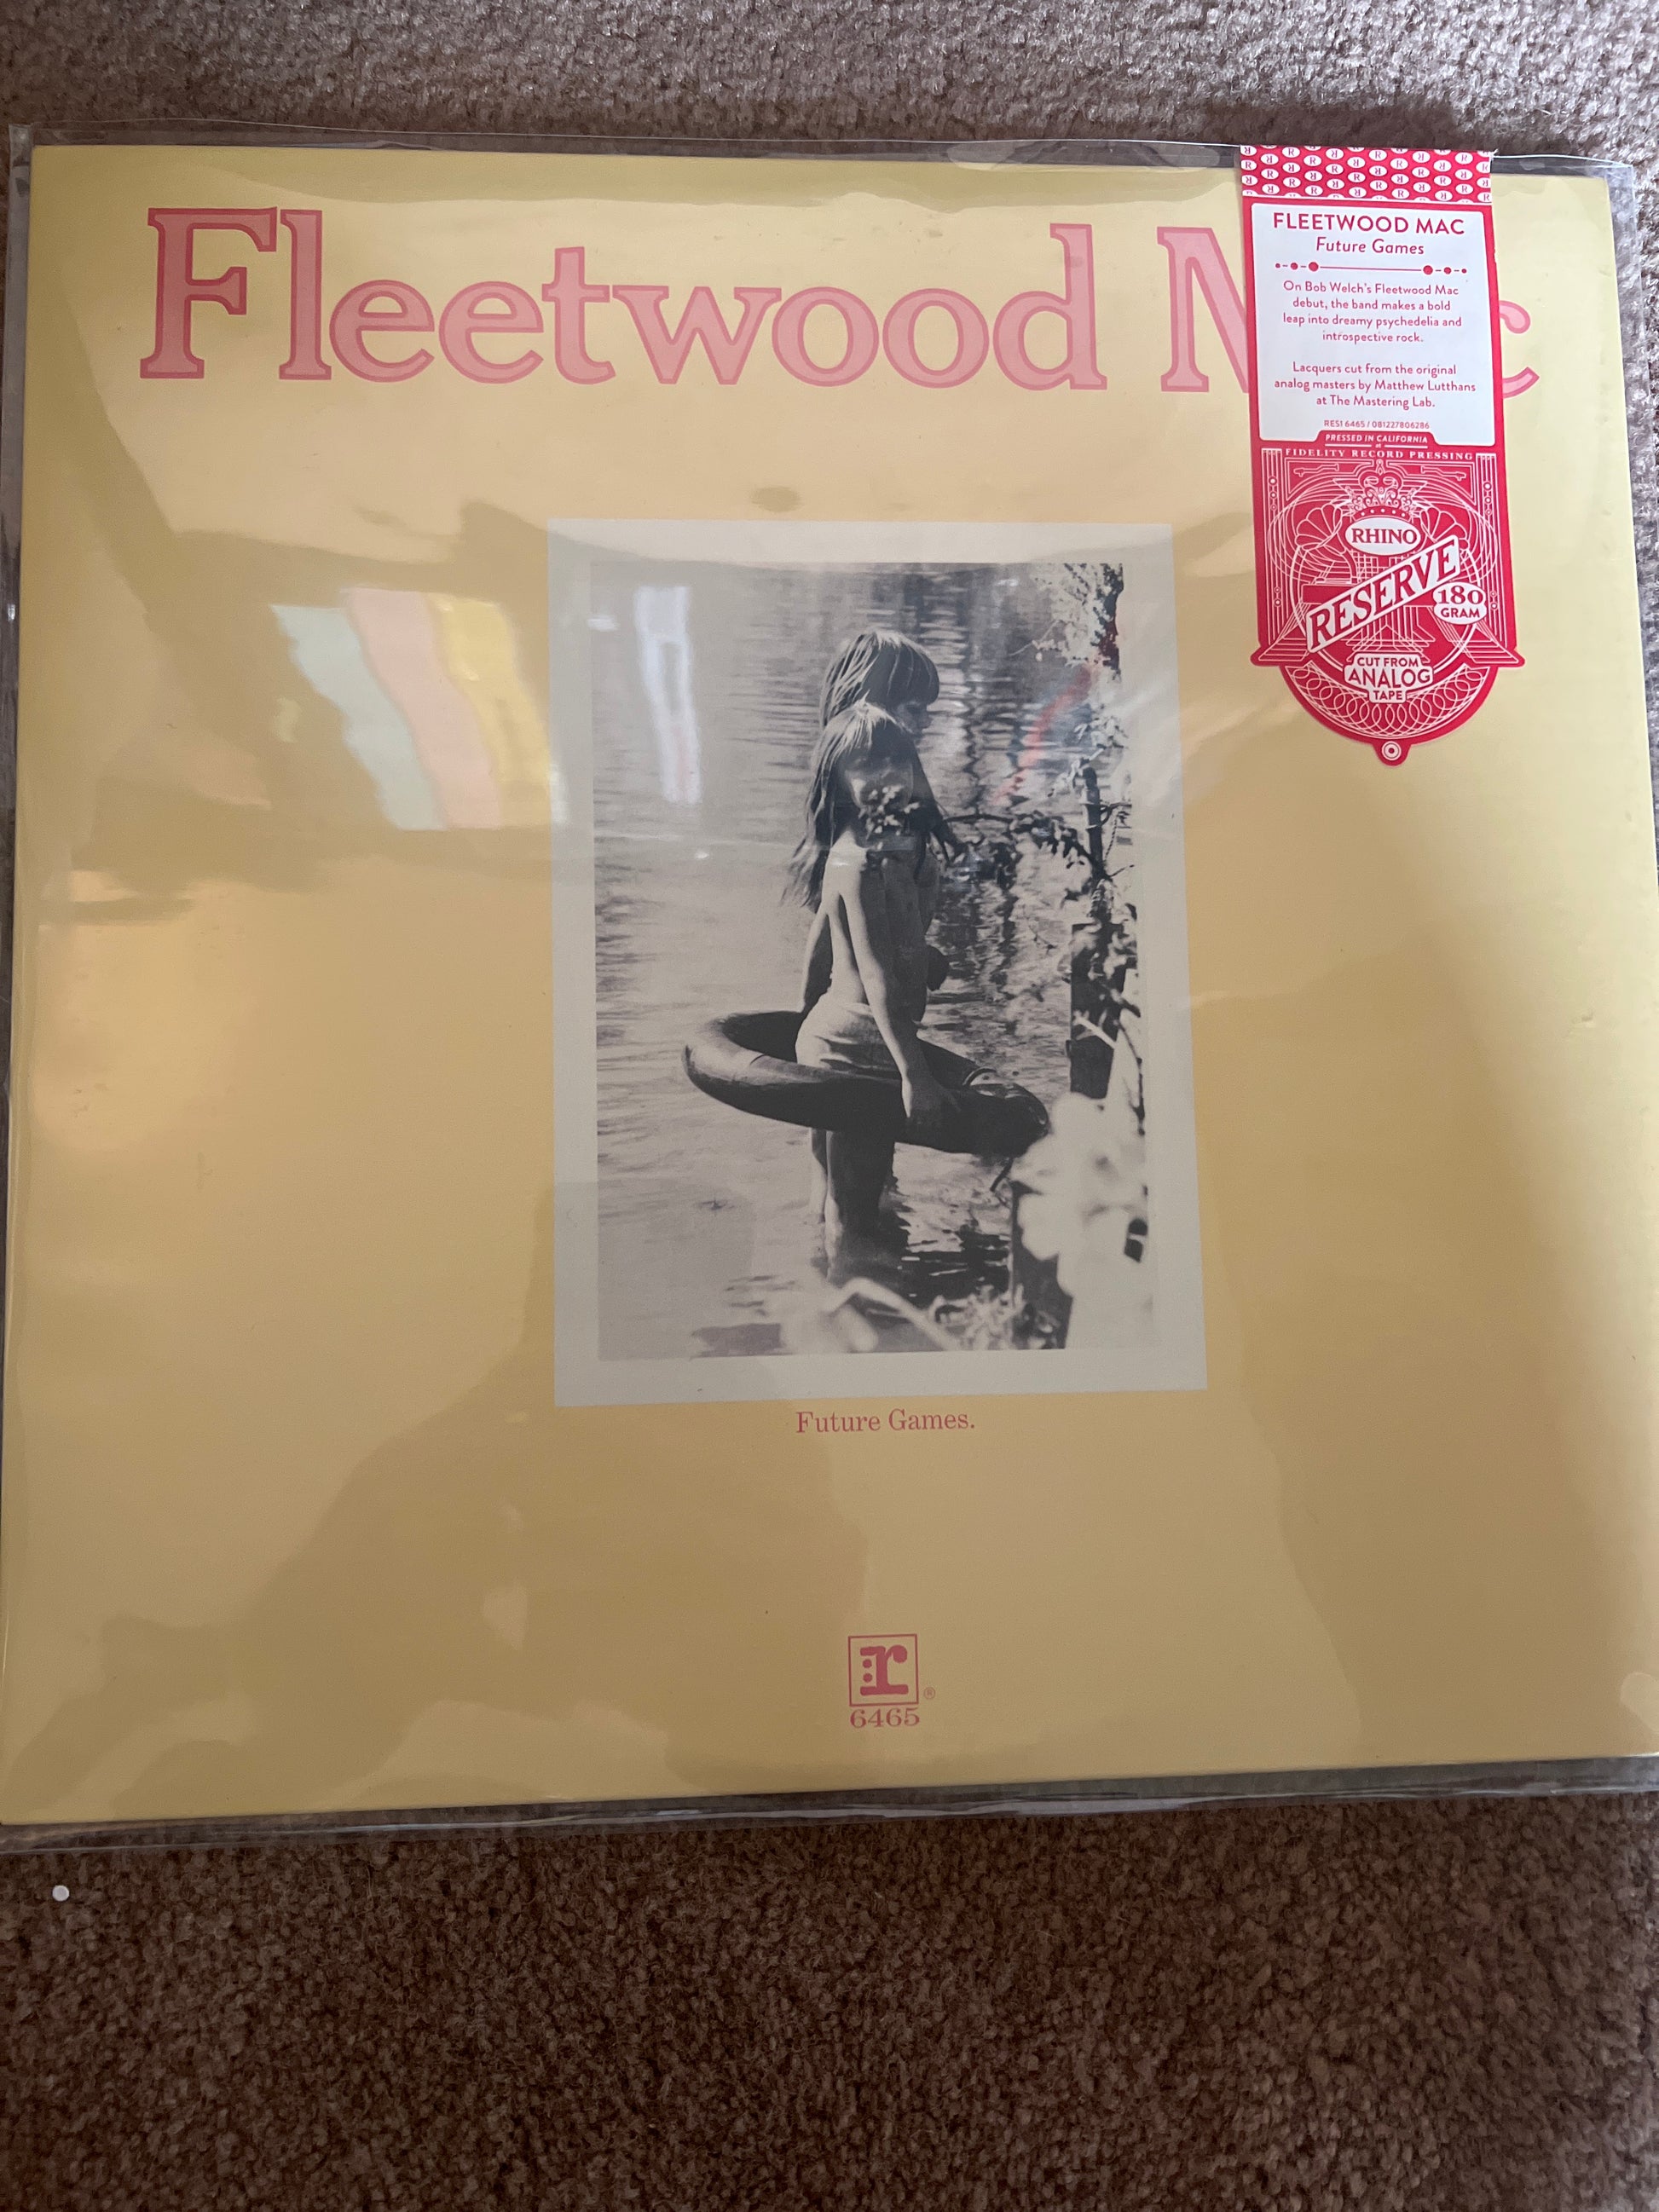 Fleetwood M c
FLEETWOOD MAC
Future Games
On Bob Welch's Fleetwood Mac
debut, the band makes a bold
leap into dreamy psychedelia and
introspective rock.
Lacquers cut from the original
analog masters by Matthew Lutthans
at The Mastering Lab.
RES1 6465 / 081227806286
PRESSED IN CALIFORNIA
at
FIDELITY RECORD PRESSING
RHINO
RESERVE
180
GRAM
CUT FROM
ANALOG
TAPE
Future Games.
r®
6465